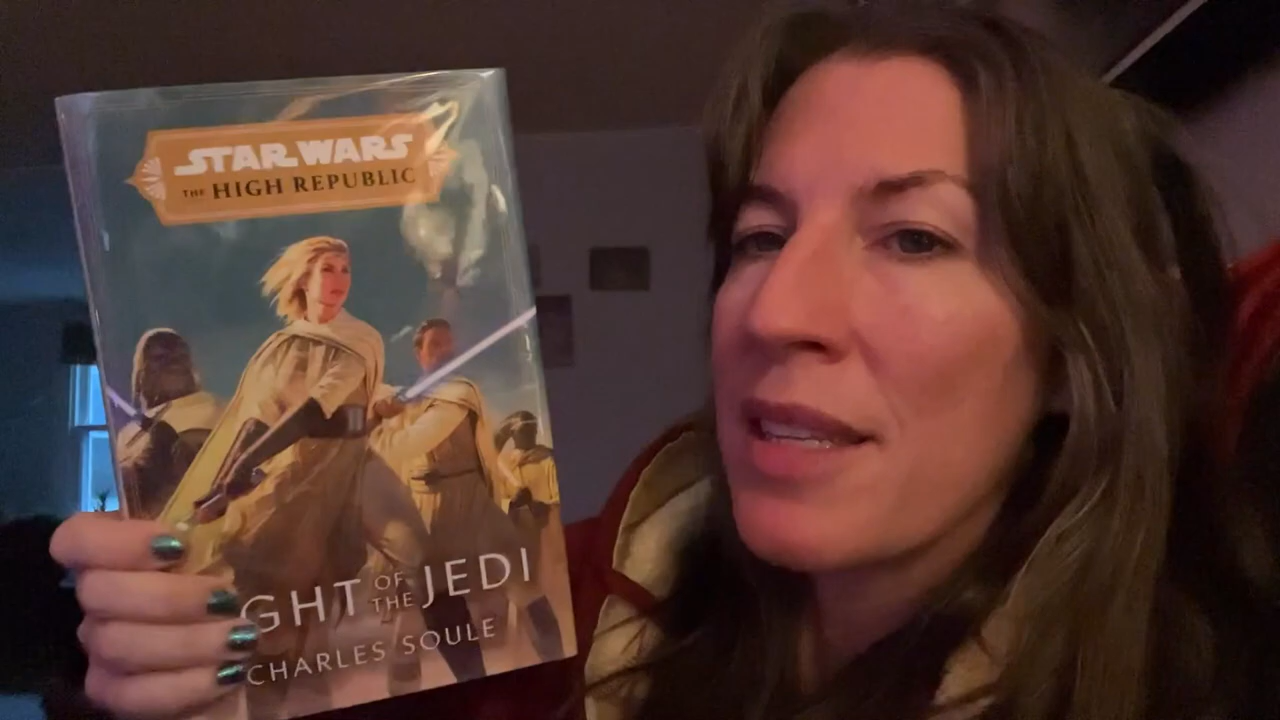 STAR WARS
THE HIGH REPUBLIC
GHT OF THE JEDI
CHARLES SOULE